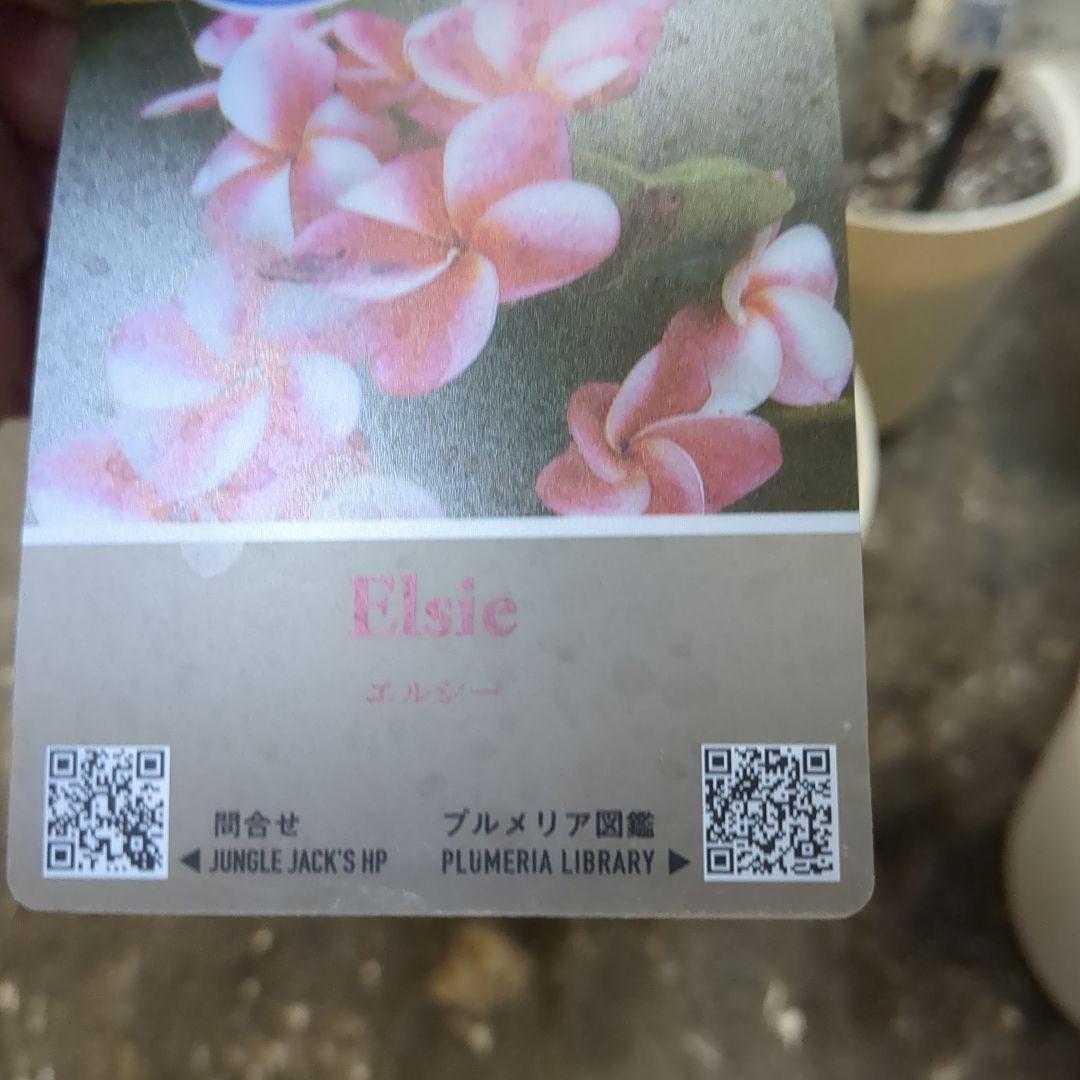 Elsie
エルシー
問合せ
◀ JUNGLE JACK'S HP
プルメリア図鑑
PLUMERIA LIBRARY ▶